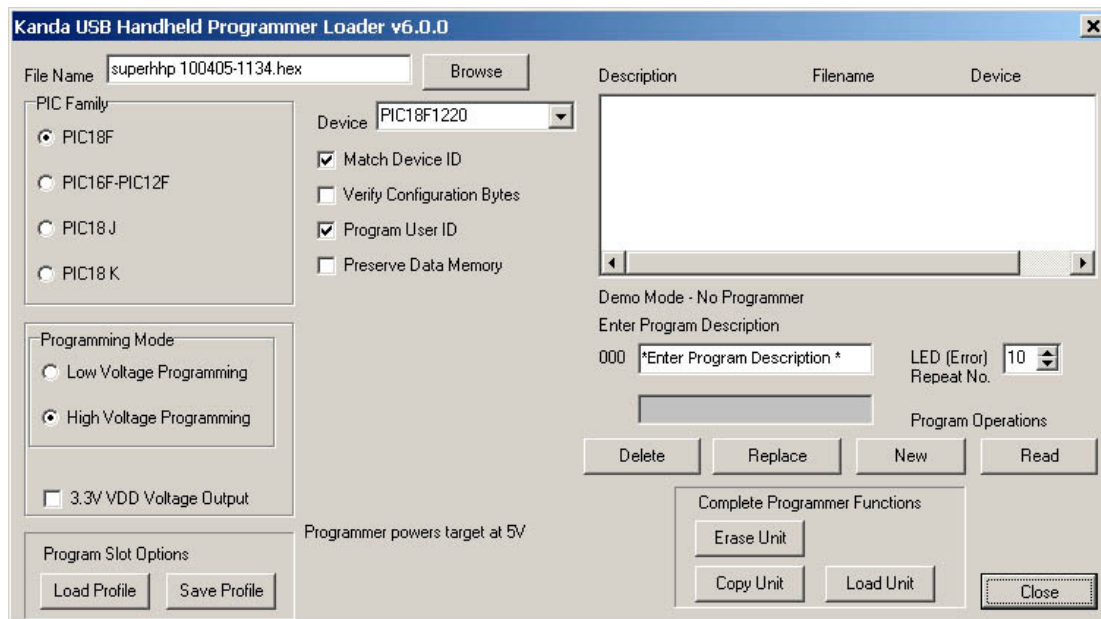 Kanda USB Handheld Programmer Loader v6.0.0
File Name superhhp 100405-1134.hex Browse
PIC Family
PIC18F
PIC16F-PIC12F
PIC18 J
PIC18 K
Device PIC18F1220
Match Device ID
Verify Configuration Bytes
Program User ID
Preserve Data Memory
Programming Mode
Low Voltage Programming
High Voltage Programming
3.3V VDD Voltage Output
Program Slot Options
Load Profile Save Profile
Programmer powers target at 5V
Description Filename Device
Demo Mode - No Programmer
Enter Program Description
000 *Enter Program Description *
LED (Error) 10
Repeat No.
Program Operations
Delete Replace New Read
Complete Programmer Functions
Erase Unit
Copy Unit Load Unit
Close